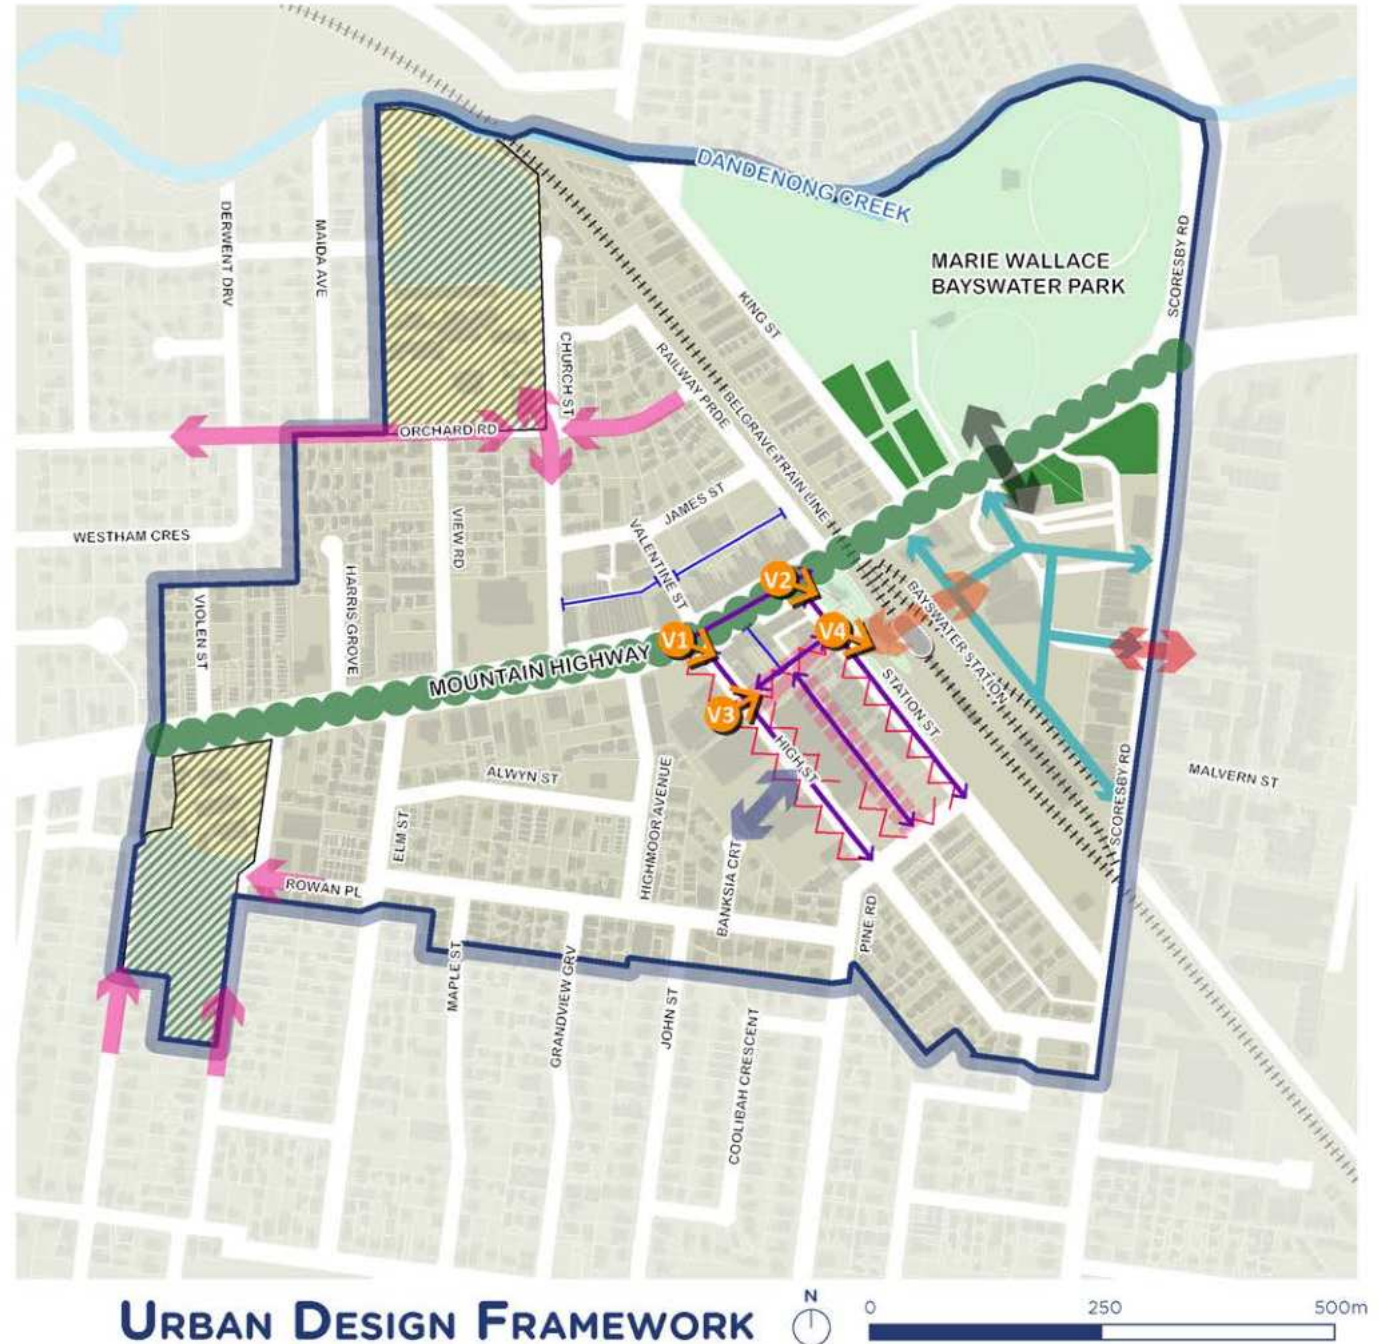 DANDENONG CREEK
MARIE WALLACE
BAYSWATER PARK
SCORESBY RD
DERWENT DRV
MAIDA AVE
KING ST
CHURCH ST
RAILWAY PRDE
BELGRAVE TRAIN LINE
ORCHARD RD
JAMES ST
VALENTINE ST
VIEW RD
WESTHAM CRES
HARRIS GROVE
VIOLEN ST
V2
V1
V4
V3
BAYSWATER STATION
MOUNTAIN HIGHWAY
STATION ST
HIGH ST
ALWYN ST
HIGHMOOR AVENUE
SCORESBY RD
MALVERN ST
ELM ST
BANKSIA CRT
ROWAN PL
PINE RD
MAPLE ST
GRANDVIEW GRV
JOHN ST
COOLIBAH CRESCENT
URBAN DESIGN FRAMEWORK
N
0 250 500m